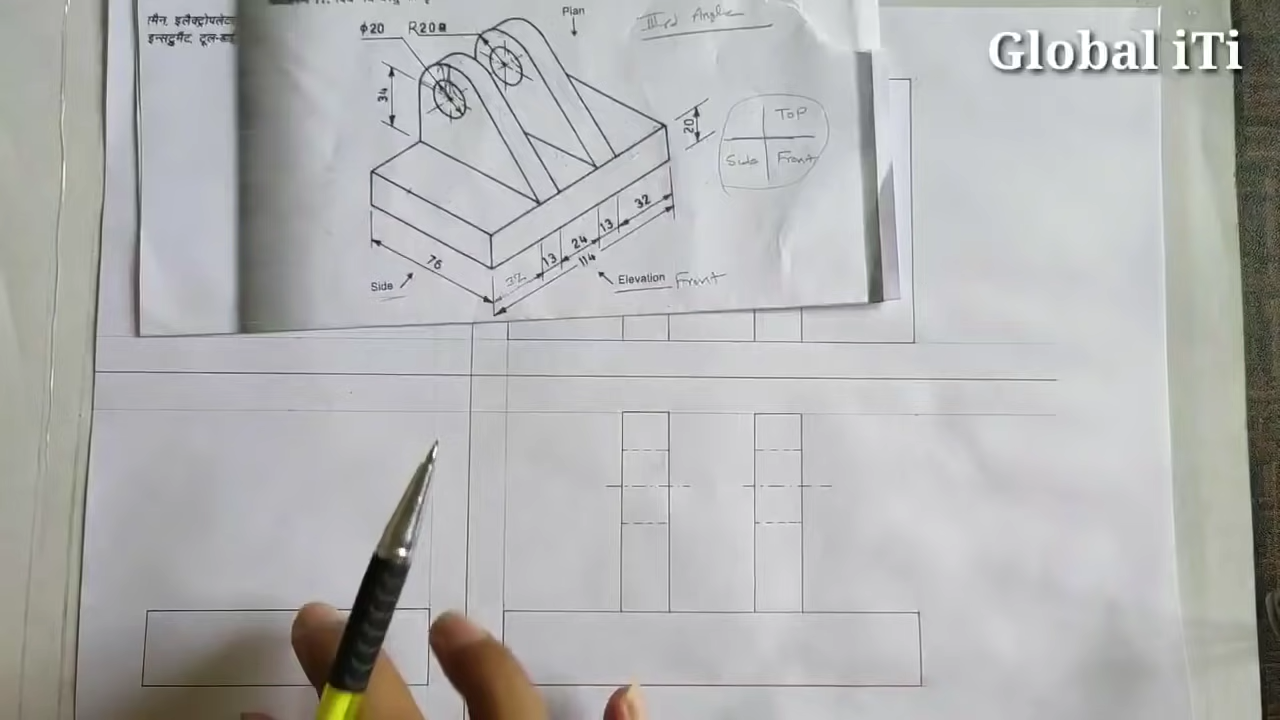 Plan
IIIrd Angle
Global iTi
मैन, इलैक्ट्रोप्लेट
इन्सट्रुमैंट, टूल-डाई
ϕ20
R20
34
20
TOP
Side
Front
32
13
24
13
32
114
76
Side
Elevation
Front